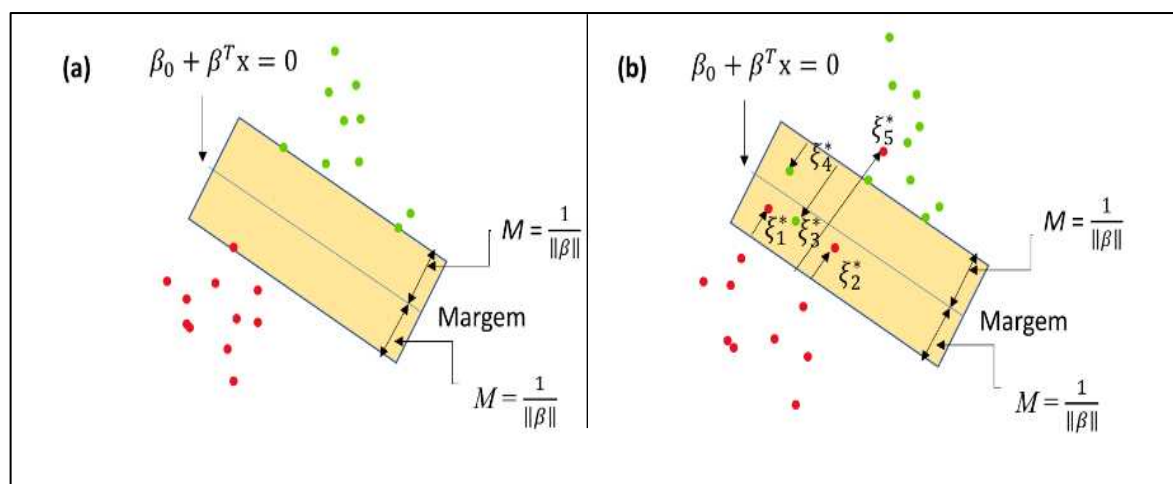 (a)
β₀ + βᵀx = 0
M = 1/‖β‖
Margem
M = 1/‖β‖
(b)
β₀ + βᵀx = 0
ξ₅*
ξ₄*
ξ₁*
ξ₃*
ξ₂*
M = 1/‖β‖
Margem
M = 1/‖β‖